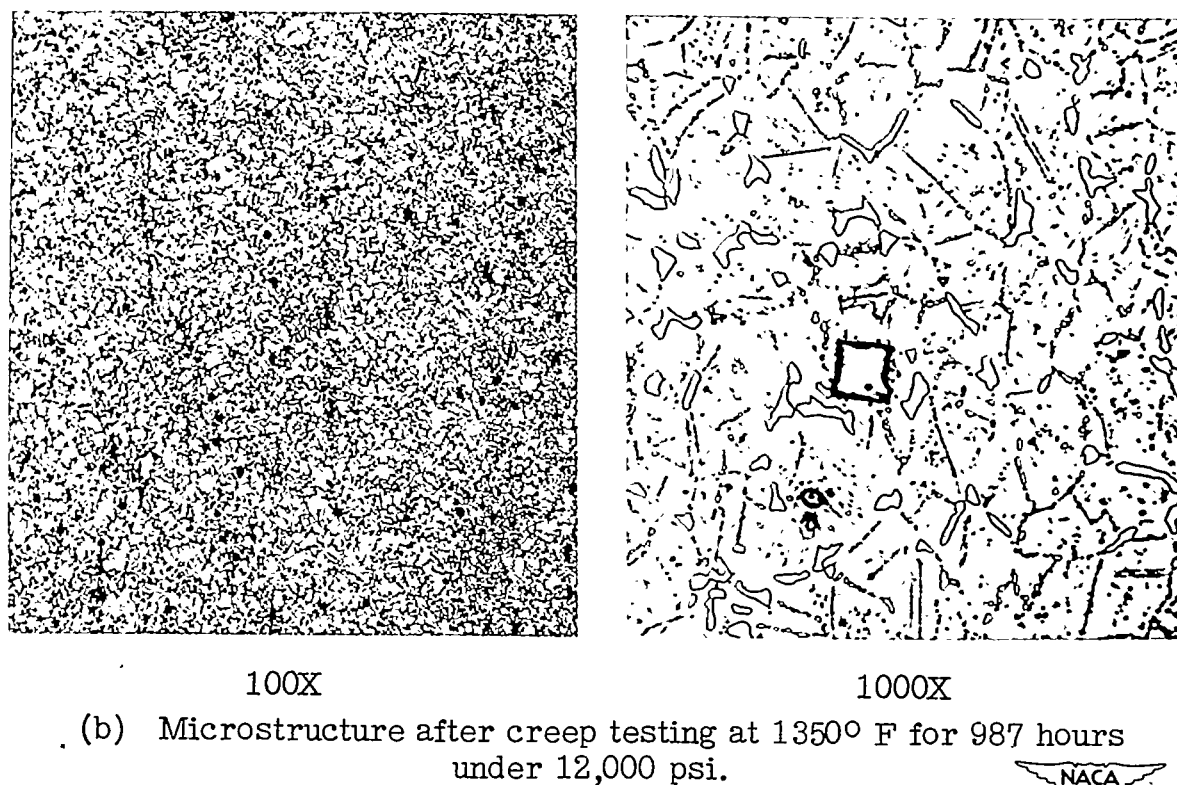 100X
1000X
(b) Microstructure after creep testing at 1350° F for 987 hours
under 12,000 psi.
NACA